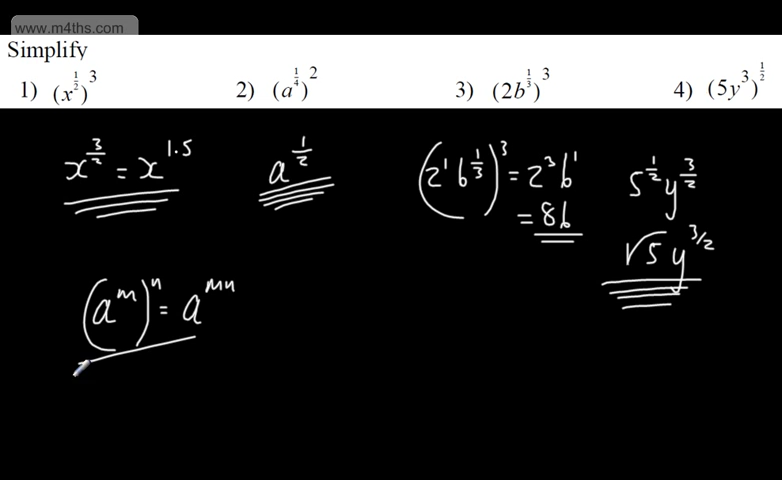 www.m4ths.com
Simplify
1) (x^{1/2})^3 2) (a^{1/4})^2 3) (2b^{1/3})^3 4) (5y^3)^{1/2}
x^{3/2} = x^{1.5} a^{1/2} (2^1 b^{1/3})^3 = 2^3 b^1 5^{1/2} y^{3/2}
= 8b √5 y^{3/2}
(a^m)^n = a^{mn}